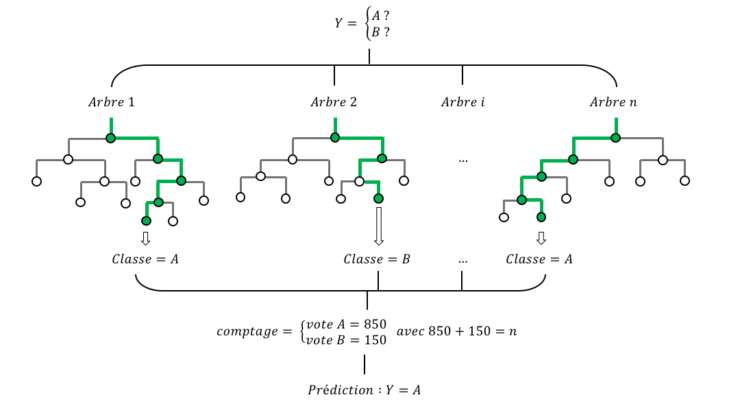 Y = { A ?
B ?
Arbre 1 Arbre 2 Arbre i Arbre n
...
Classe = A Classe = B ... Classe = A
comptage = { vote A = 850
vote B = 150 avec 850 + 150 = n
Prédiction : Y = A